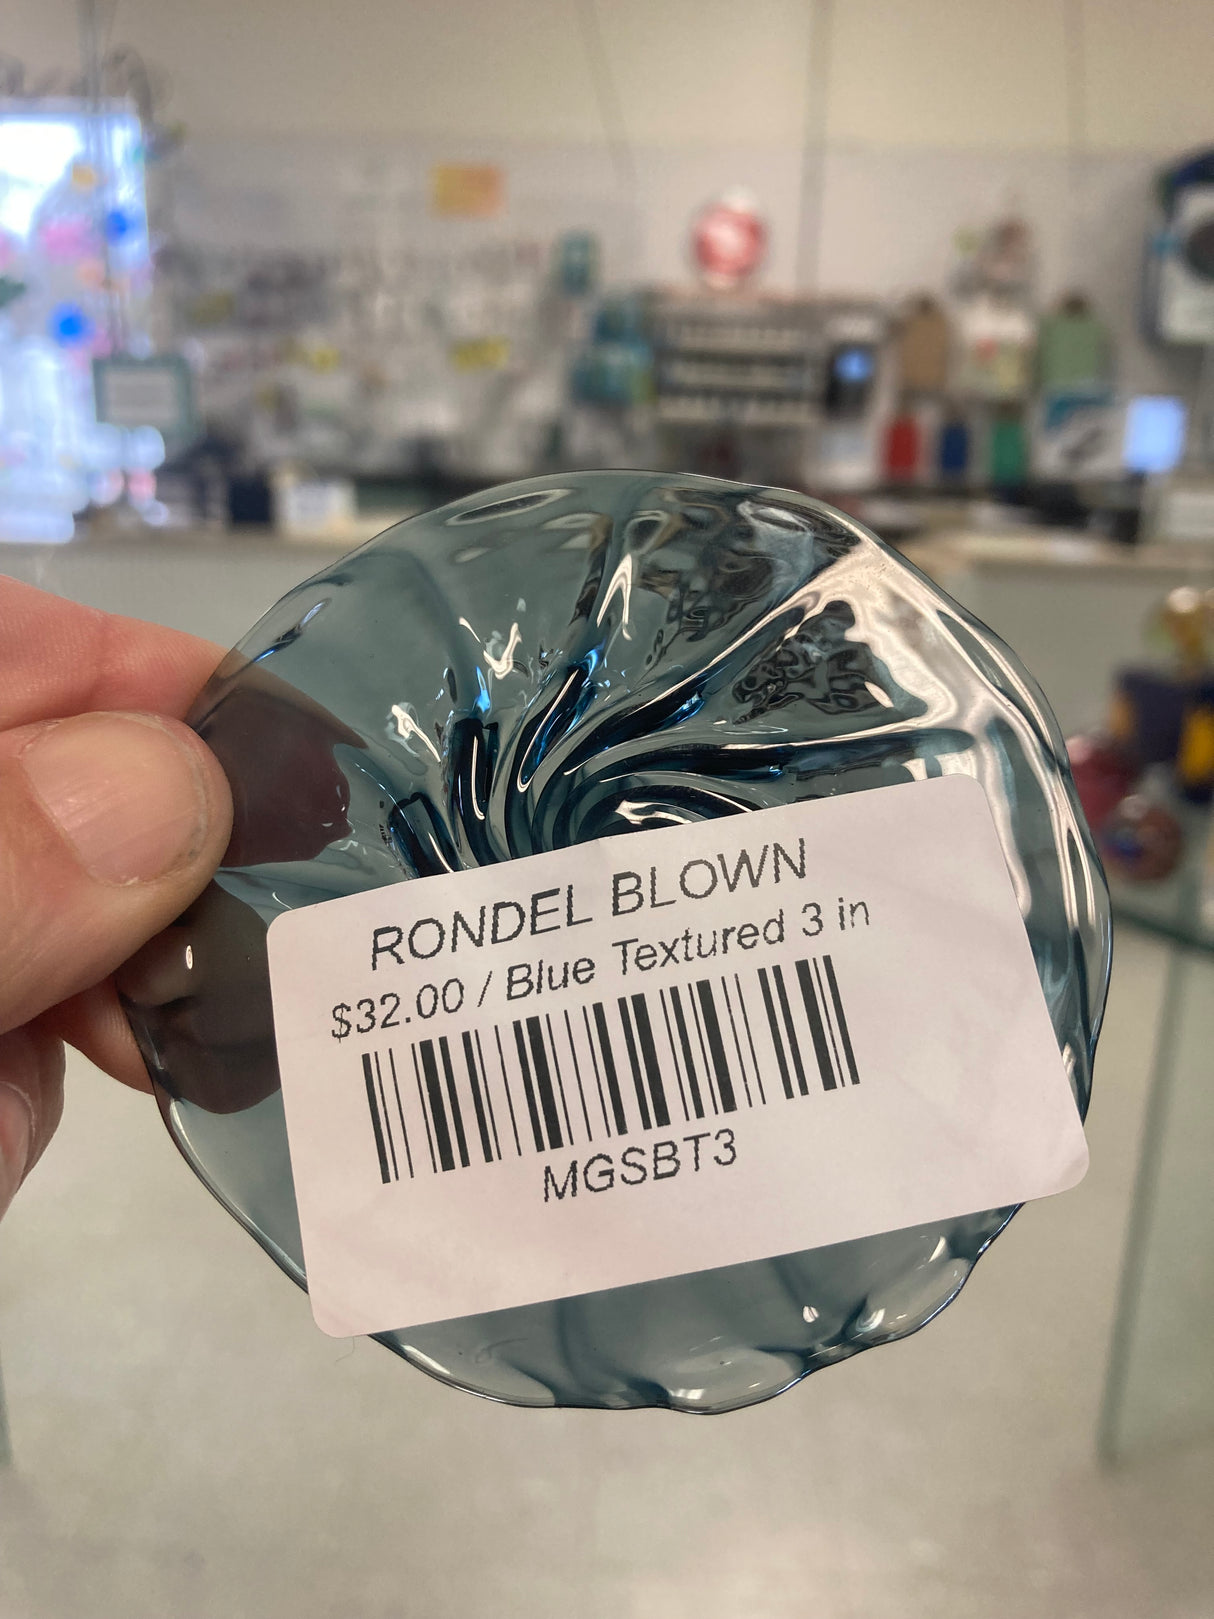 RONDEL BLOWN
$32.00 / Blue Textured 3 in
MGSBT3